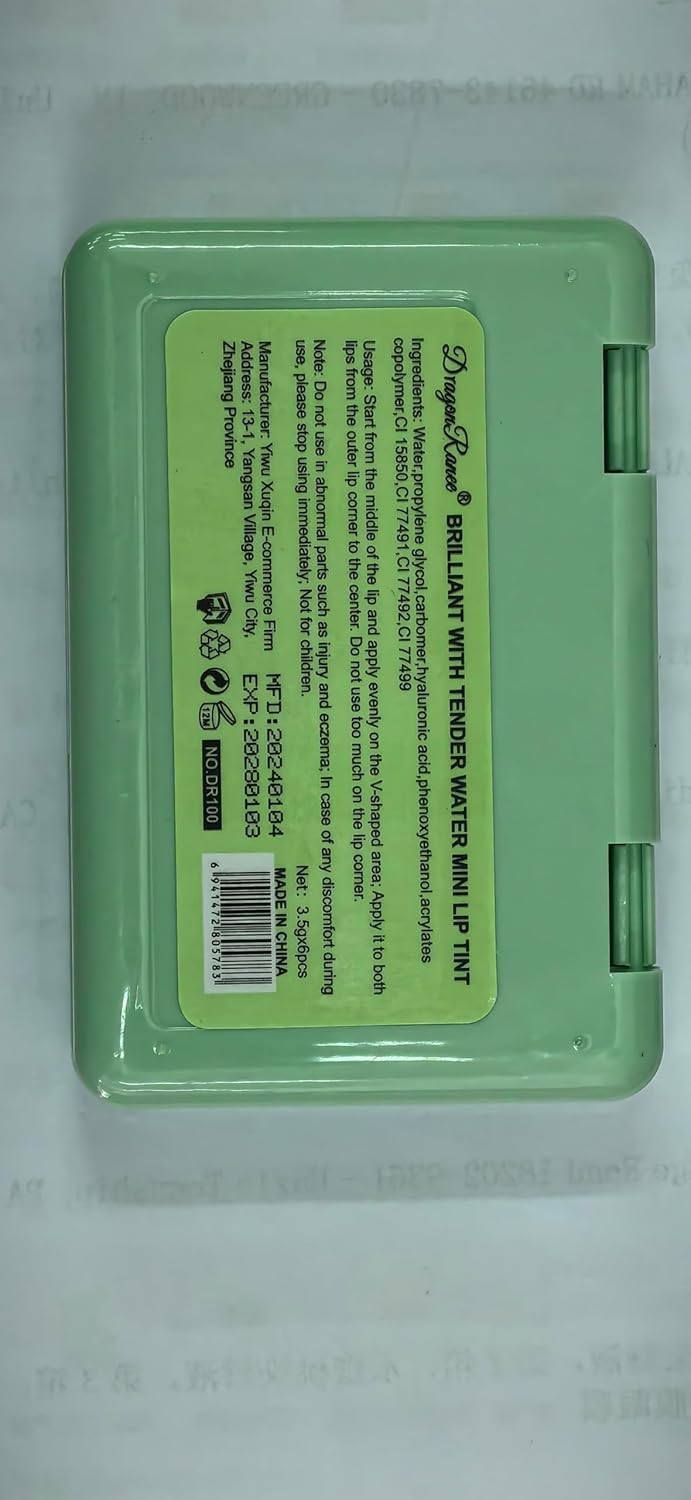 DragonRanee® BRILLIANT WITH TENDER WATER MINI LIP TINT
Ingredients: Water,propylene glycol,carbomer,hyaluronic acid,phenoxyethanol,acrylates
copolymer,CI 15850,CI 77491,CI 77492,CI 77499
Usage: Start from the middle of the lip and apply evenly on the V-shaped area; Apply it to both
lips from the outer lip corner to the center. Do not use too much on the lip corner.
Note: Do not use in abnormal parts such as injury and eczema; In case of any discomfort during
use, please stop using immediately; Not for children.
Net: 3.5gx6pcs
Manufacturer: Yiwu Xuqin E-commerce Firm
Address: 13-1, Yangsan Village, Yiwu City,
Zhejiang Province
MFD:20240104
EXP:20280103
MADE IN CHINA
12M
NO.DR100
6 941472 805783